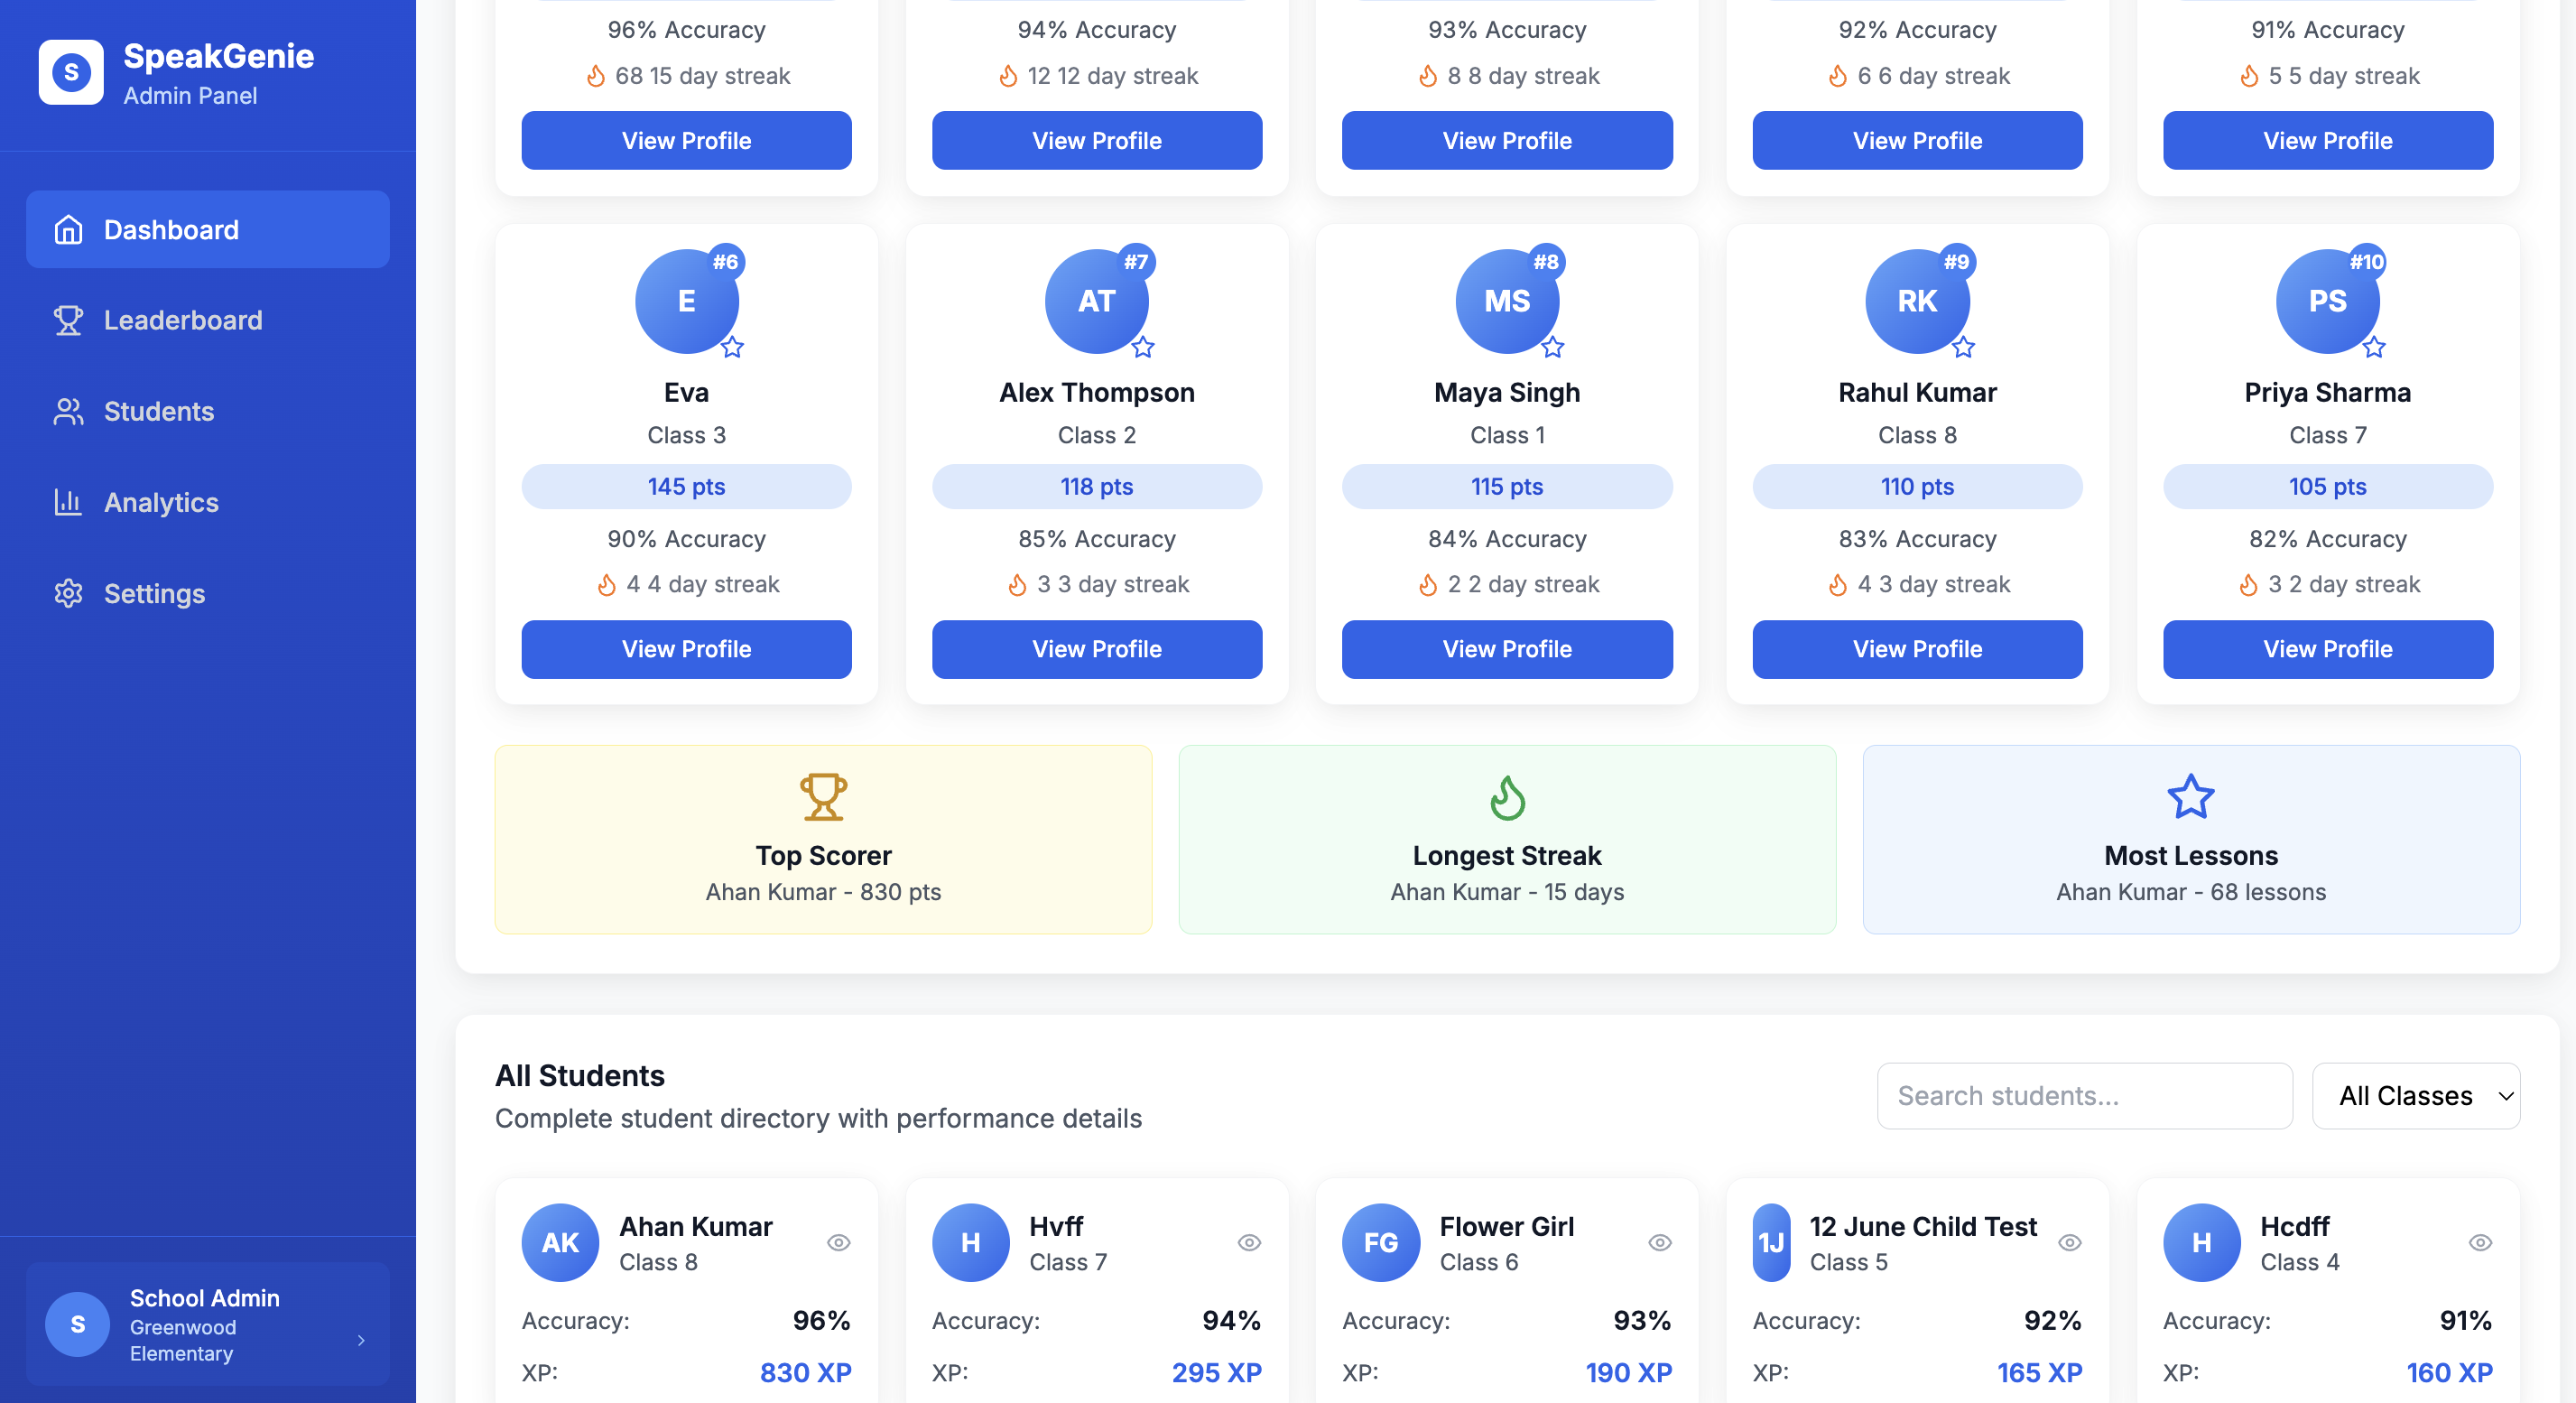 S
SpeakGenie
Admin Panel
Dashboard
Leaderboard
Students
Analytics
Settings
S
School Admin
Greenwood
Elementary
96% Accuracy
68 15 day streak
View Profile
94% Accuracy
12 12 day streak
View Profile
93% Accuracy
8 8 day streak
View Profile
92% Accuracy
6 6 day streak
View Profile
91% Accuracy
5 5 day streak
View Profile
#6
E
Eva
Class 3
145 pts
90% Accuracy
4 4 day streak
View Profile
#7
AT
Alex Thompson
Class 2
118 pts
85% Accuracy
3 3 day streak
View Profile
#8
MS
Maya Singh
Class 1
115 pts
84% Accuracy
2 2 day streak
View Profile
#9
RK
Rahul Kumar
Class 8
110 pts
83% Accuracy
4 3 day streak
View Profile
#10
PS
Priya Sharma
Class 7
105 pts
82% Accuracy
3 2 day streak
View Profile
Top Scorer
Ahan Kumar - 830 pts
Longest Streak
Ahan Kumar - 15 days
Most Lessons
Ahan Kumar - 68 lessons
All Students
Complete student directory with performance details
Search students...
All Classes
AK
Ahan Kumar
Class 8
Accuracy: 96%
XP: 830 XP
H
Hvff
Class 7
Accuracy: 94%
XP: 295 XP
FG
Flower Girl
Class 6
Accuracy: 93%
XP: 190 XP
1J
12 June Child Test
Class 5
Accuracy: 92%
XP: 165 XP
H
Hcdff
Class 4
Accuracy: 91%
XP: 160 XP